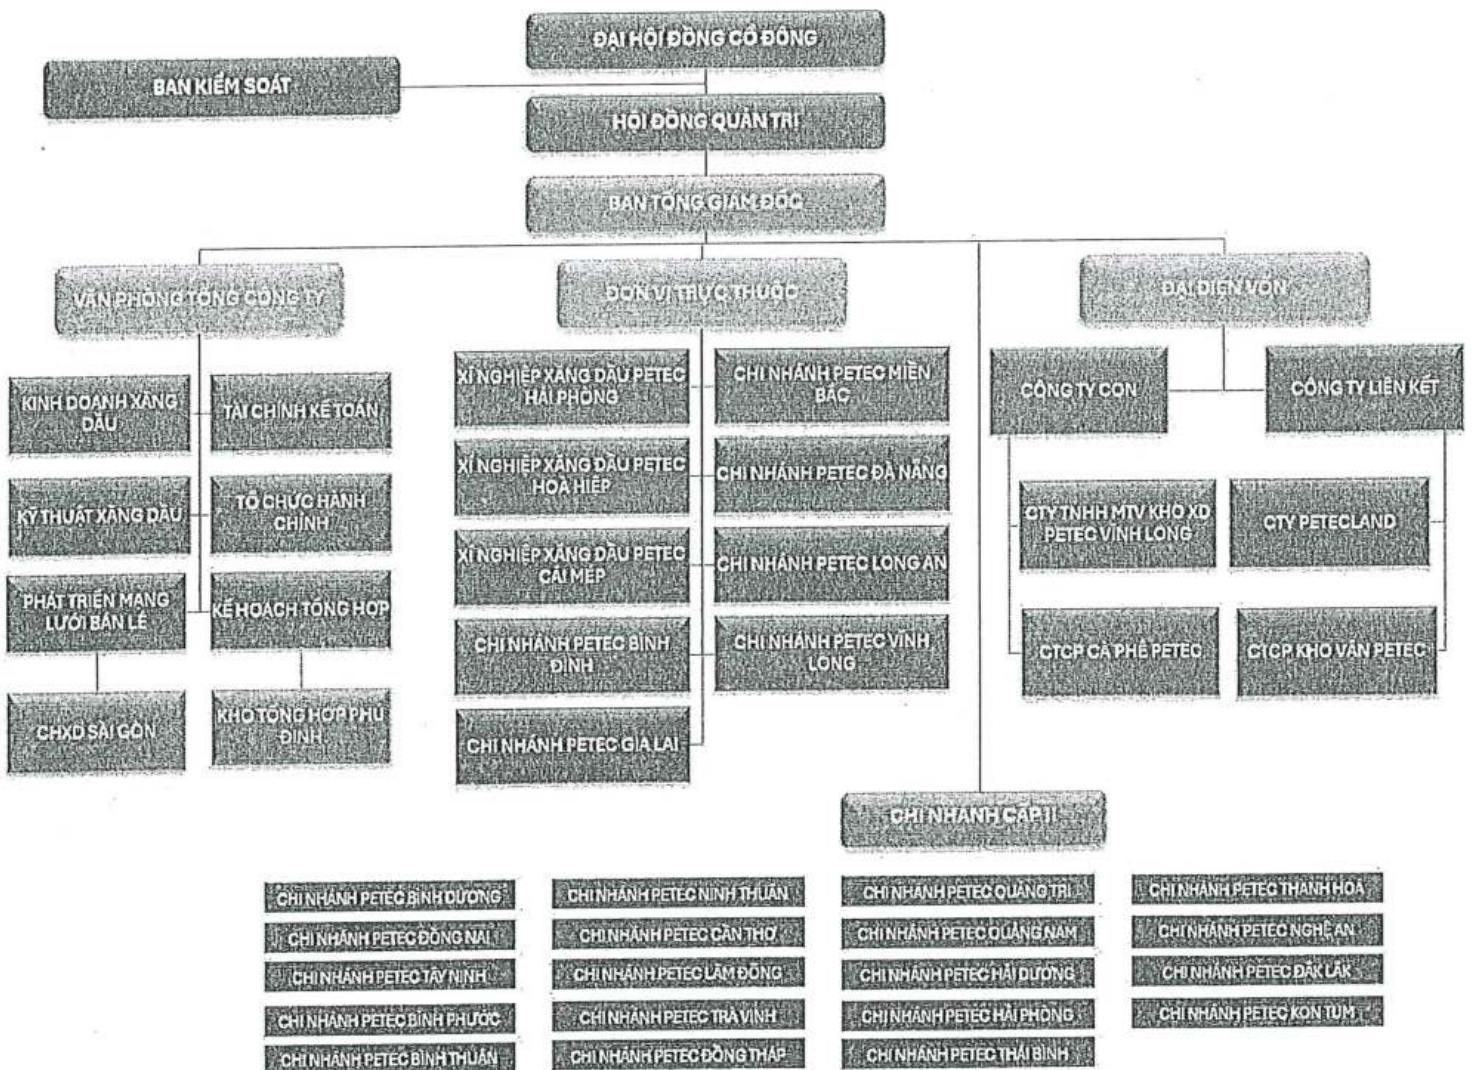 ĐẠI HỘI ĐỒNG CỔ ĐÔNG
BAN KIỂM SOÁT
HỘI ĐỒNG QUẢN TRỊ
BAN TỔNG GIÁM ĐỐC
VĂN PHÒNG TỔNG CÔNG TY
ĐƠN VỊ TRỰC THUỘC
ĐẠI DIỆN VỐN
KINH DOANH XĂNG
DẦU
TÀI CHÍNH KẾ TOÁN
KỸ THUẬT XĂNG DẦU
TỔ CHỨC HÀNH
CHÍNH
PHÁT TRIỂN MẠNG
LƯỚI BÁN LẺ
KẾ HOẠCH TỔNG HỢP
CHXD SÀI GÒN
KHO TỔNG HỢP PHÚ
ĐỊNH
XÍ NGHIỆP XĂNG DẦU PETEC
HẢI PHÒNG
CHI NHÁNH PETEC MIỀN
BẮC
XÍ NGHIỆP XĂNG DẦU PETEC
HOÀ HIỆP
CHI NHÁNH PETEC ĐÀ NẴNG
XÍ NGHIỆP XĂNG DẦU PETEC
CÁI MÉP
CHI NHÁNH PETEC LONG AN
CHI NHÁNH PETEC BÌNH
ĐỊNH
CHI NHÁNH PETEC VĨNH
LONG
CHI NHÁNH PETEC GIA LAI
CÔNG TY CON
CÔNG TY LIÊN KẾT
CTY TNHH MTV KHO XD
PETEC VĨNH LONG
CTY PETECLAND
CTCP CÀ PHÊ PETEC
CTCP KHO VẬN PETEC
CHI NHÁNH CẤP II
CHI NHÁNH PETEC BÌNH DƯƠNG
CHI NHÁNH PETEC ĐỒNG NAI
CHI NHÁNH PETEC TÂY NINH
CHI NHÁNH PETEC BÌNH PHƯỚC
CHI NHÁNH PETEC BÌNH THUẬN
CHI NHÁNH PETEC NINH THUẬN
CHI NHÁNH PETEC CẦN THƠ
CHI NHÁNH PETEC LÂM ĐỒNG
CHI NHÁNH PETEC TRÀ VINH
CHI NHÁNH PETEC ĐỒNG THÁP
CHI NHÁNH PETEC QUẢNG TRỊ
CHI NHÁNH PETEC QUẢNG NAM
CHI NHÁNH PETEC HẢI DƯƠNG
CHI NHÁNH PETEC HẢI PHÒNG
CHI NHÁNH PETEC THÁI BÌNH
CHI NHÁNH PETEC THANH HOÁ
CHI NHÁNH PETEC NGHỆ AN
CHI NHÁNH PETEC ĐẮK LẮK
CHI NHÁNH PETEC KON TUM